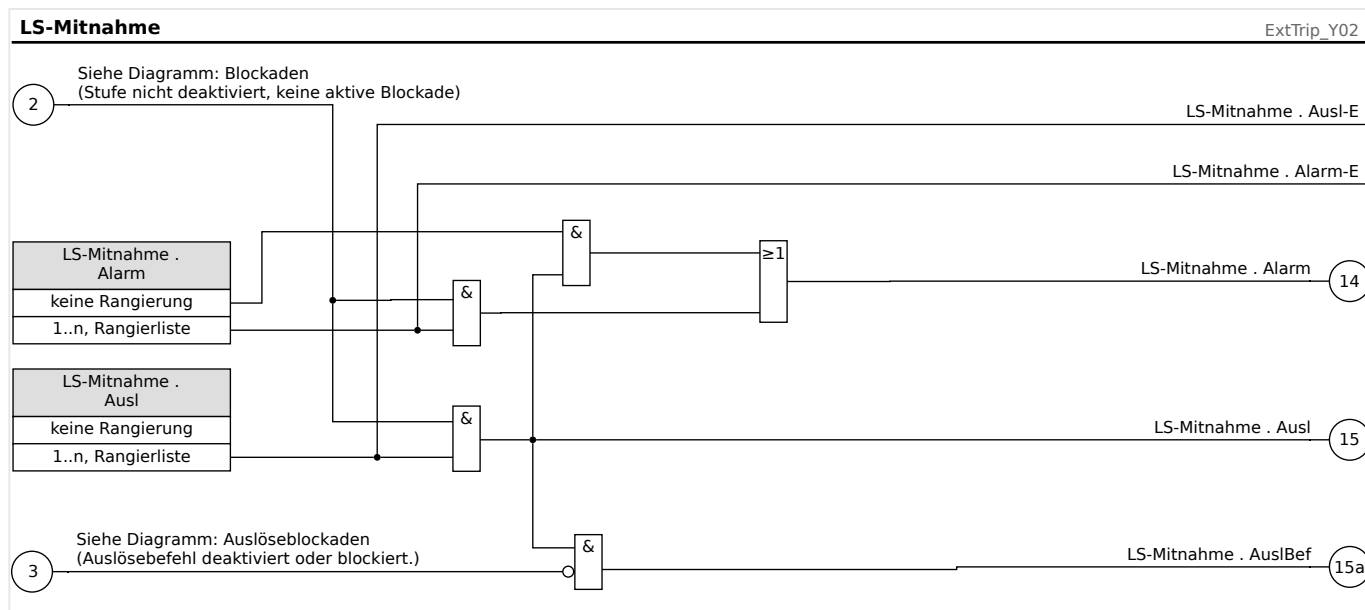 LS-Mitnahme
ExtTrip_Y02
Siehe Diagramm: Blockaden
2
(Stufe nicht deaktiviert, keine aktive Blockade)
LS-Mitnahme . Ausl-E
LS-Mitnahme . Alarm-E
&
LS-Mitnahme .
Alarm
≥1
LS-Mitnahme . Alarm
14
keine Rangierung
&
1..n, Rangierliste
LS-Mitnahme .
Ausl
keine Rangierung
&
LS-Mitnahme . Ausl
15
1..n, Rangierliste
Siehe Diagramm: Auslöseblockaden
(Auslösebefehl deaktiviert oder blockiert.)
3
&
LS-Mitnahme . AuslBef
15a